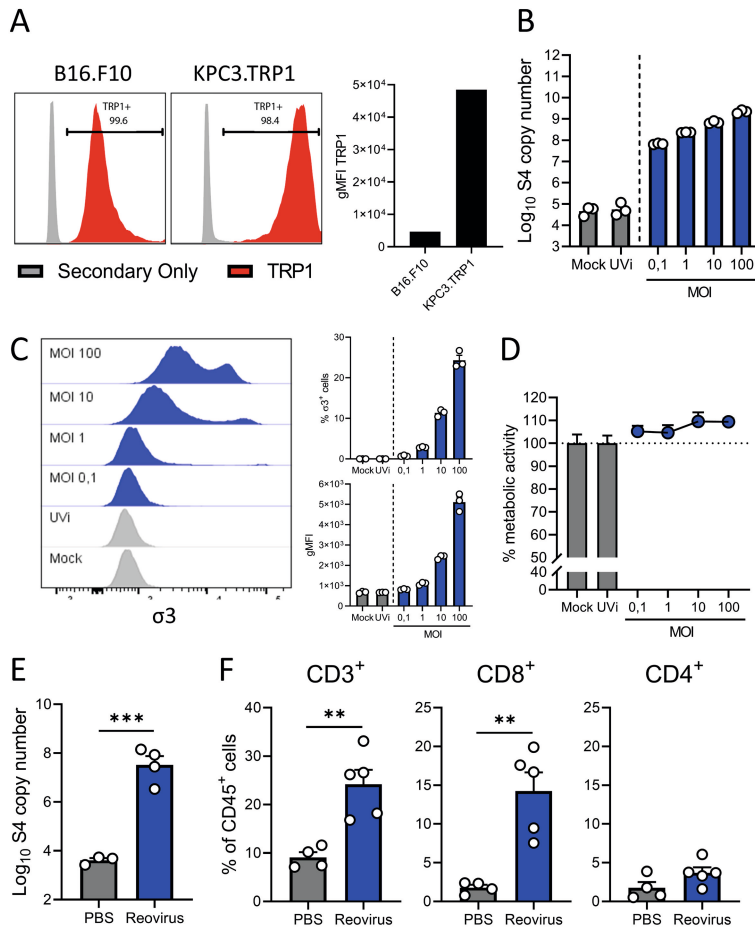 A
B16.F10
KPC3.TRP1
TRP1+
99.6
TRP1+
98.4
Secondary Only
TRP1
gMFI TRP1
5×10⁴
4×10⁴
3×10⁴
2×10⁴
1×10⁴
0
B16.F10
KPC3.TRP1
B
Log₁₀ S4 copy number
12
11
10
9
8
7
6
5
4
3
Mock UVi 0,1 1 10 100
MOI
C
MOI 100
MOI 10
MOI 1
MOI 0,1
UVi
Mock
σ3
% σ3⁺ cells
30
20
10
0
Mock UVi 0,1 1 10 100
gMFI
6×10³
5×10³
4×10³
3×10³
2×10³
1×10³
0
Mock UVi 0,1 1 10 100
MOI
D
% metabolic activity
120
110
100
90
80
70
60
50
40
0
Mock UVi 0,1 1 10 100
MOI
E
Log₁₀ S4 copy number
10
8
6
4
2
***
PBS Reovirus
F
CD3⁺
% of CD45⁺ cells
40
30
20
10
0
**
PBS Reovirus
CD8⁺
25
20
15
10
5
0
**
PBS Reovirus
CD4⁺
25
20
15
10
5
0
PBS Reovirus